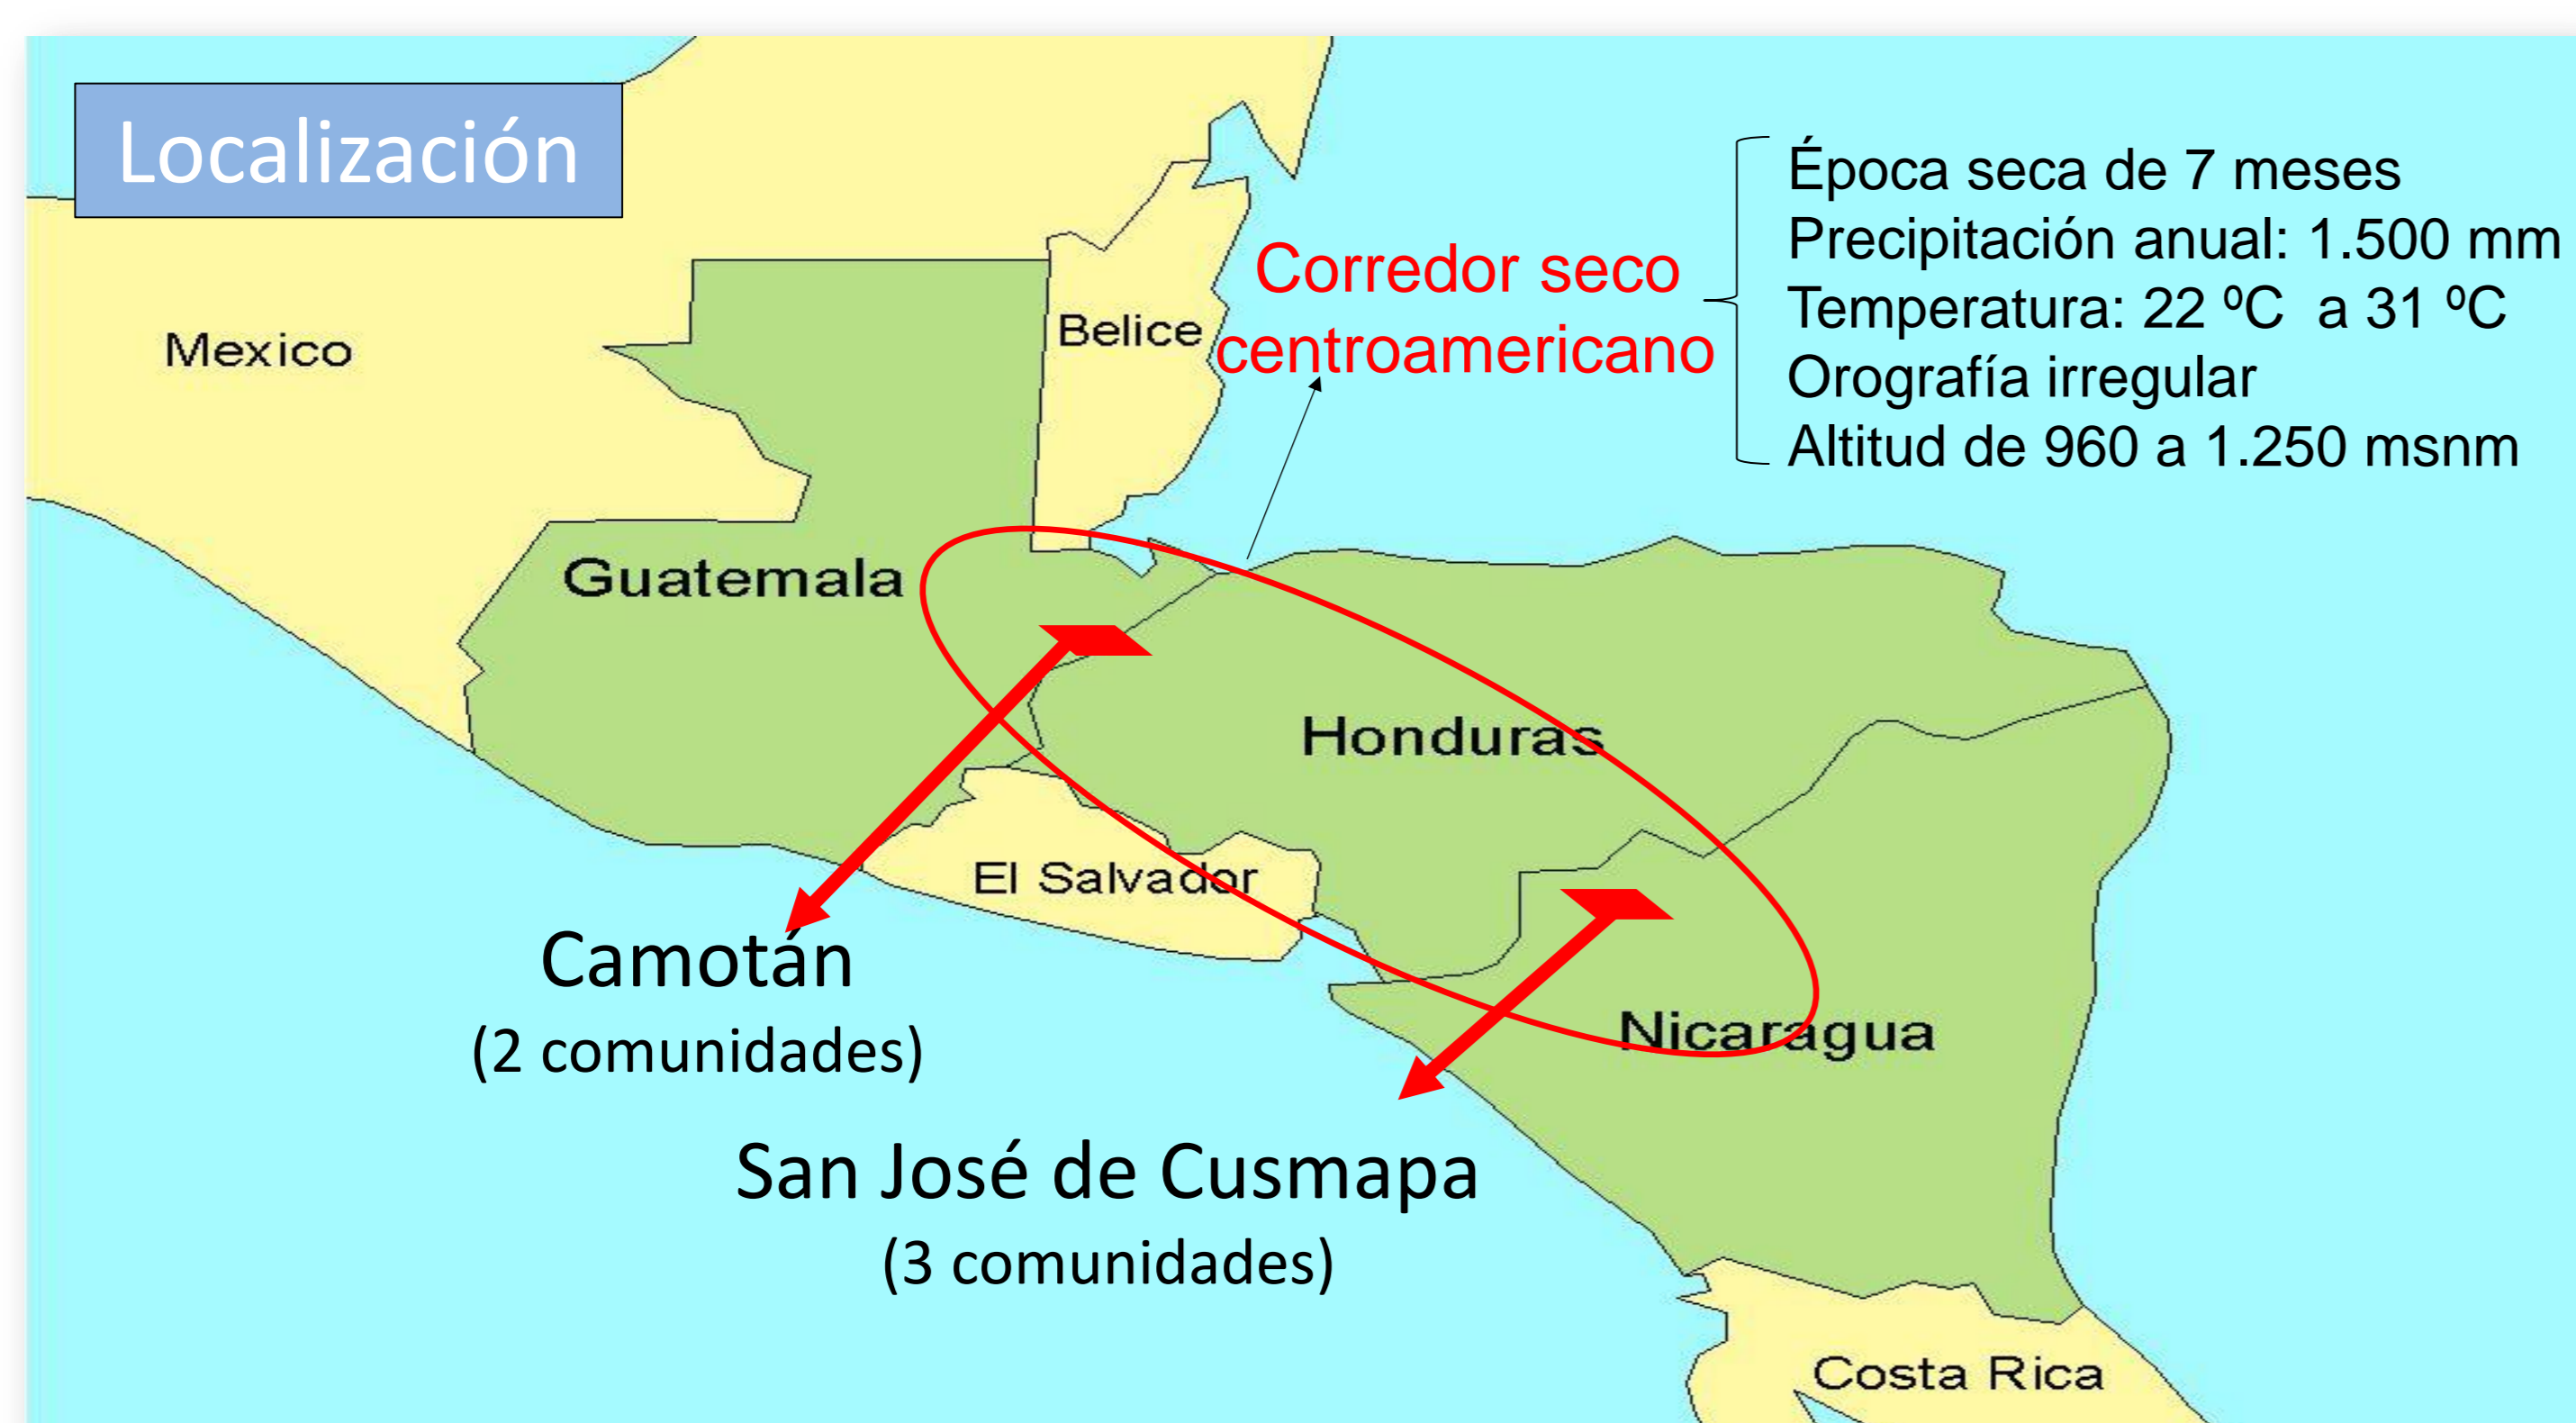 Localización
Época seca de 7 meses
Precipitación anual: 1.500 mm
Temperatura: 22 ºC a 31 ºC
Orografía irregular
Altitud de 960 a 1.250 msnm
Corredor seco
centroamericano
Mexico
Belice
Guatemala
Honduras
El Salvador
Nicaragua
Camotán
(2 comunidades)
San José de Cusmapa
(3 comunidades)
Costa Rica